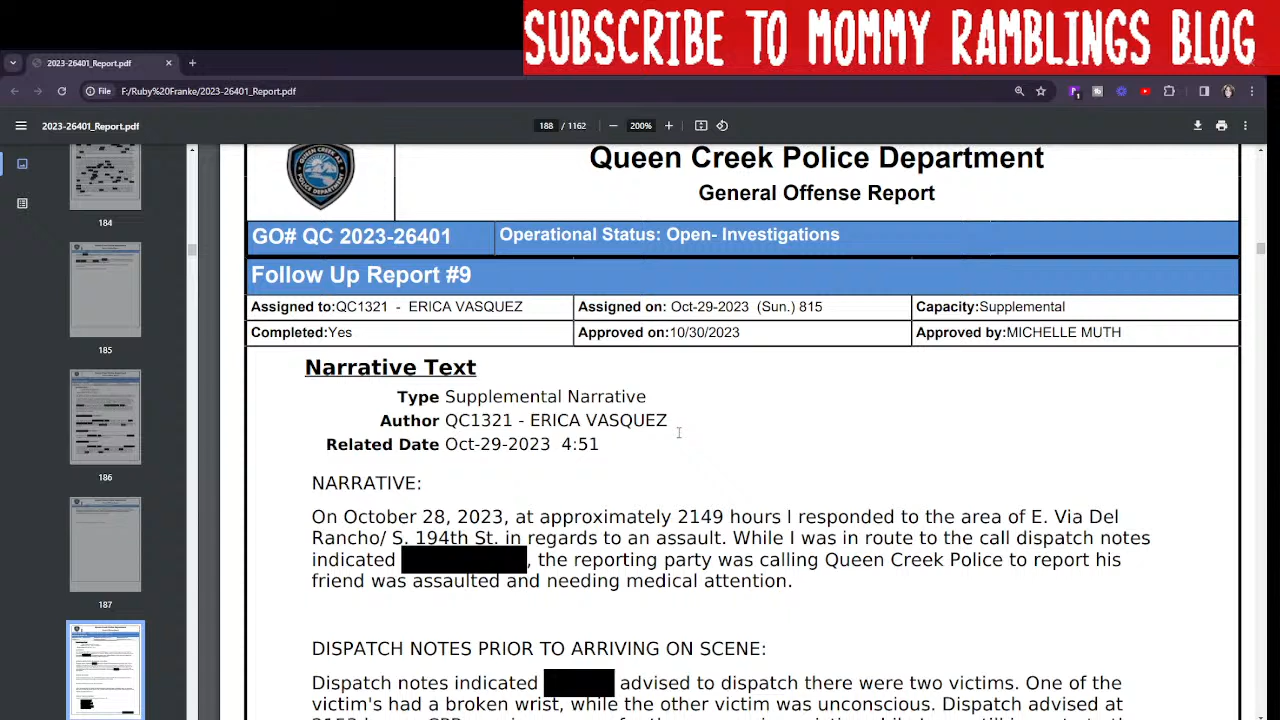 SUBSCRIBE TO MOMMY RAMBLINGS BLOG
2023-26401_Report.pdf
File F:/Ruby%20Franke/2023-26401_Report.pdf
2023-26401_Report.pdf
188 / 1162
200%
184
185
186
187
Queen Creek Police Department
General Offense Report
GO# QC 2023-26401 Operational Status: Open- Investigations
Follow Up Report #9
Assigned to:QC1321 - ERICA VASQUEZ Assigned on: Oct-29-2023 (Sun.) 815 Capacity:Supplemental
Completed:Yes Approved on:10/30/2023 Approved by:MICHELLE MUTH
Narrative Text
Type Supplemental Narrative
Author QC1321 - ERICA VASQUEZ
Related Date Oct-29-2023 4:51
NARRATIVE:
On October 28, 2023, at approximately 2149 hours I responded to the area of E. Via Del
Rancho/ S. 194th St. in regards to an assault. While I was in route to the call dispatch notes
indicated , the reporting party was calling Queen Creek Police to report his
friend was assaulted and needing medical attention.
DISPATCH NOTES PRIOR TO ARRIVING ON SCENE:
Dispatch notes indicated advised to dispatch there were two victims. One of the
victim's had a broken wrist, while the other victim was unconscious. Dispatch advised at